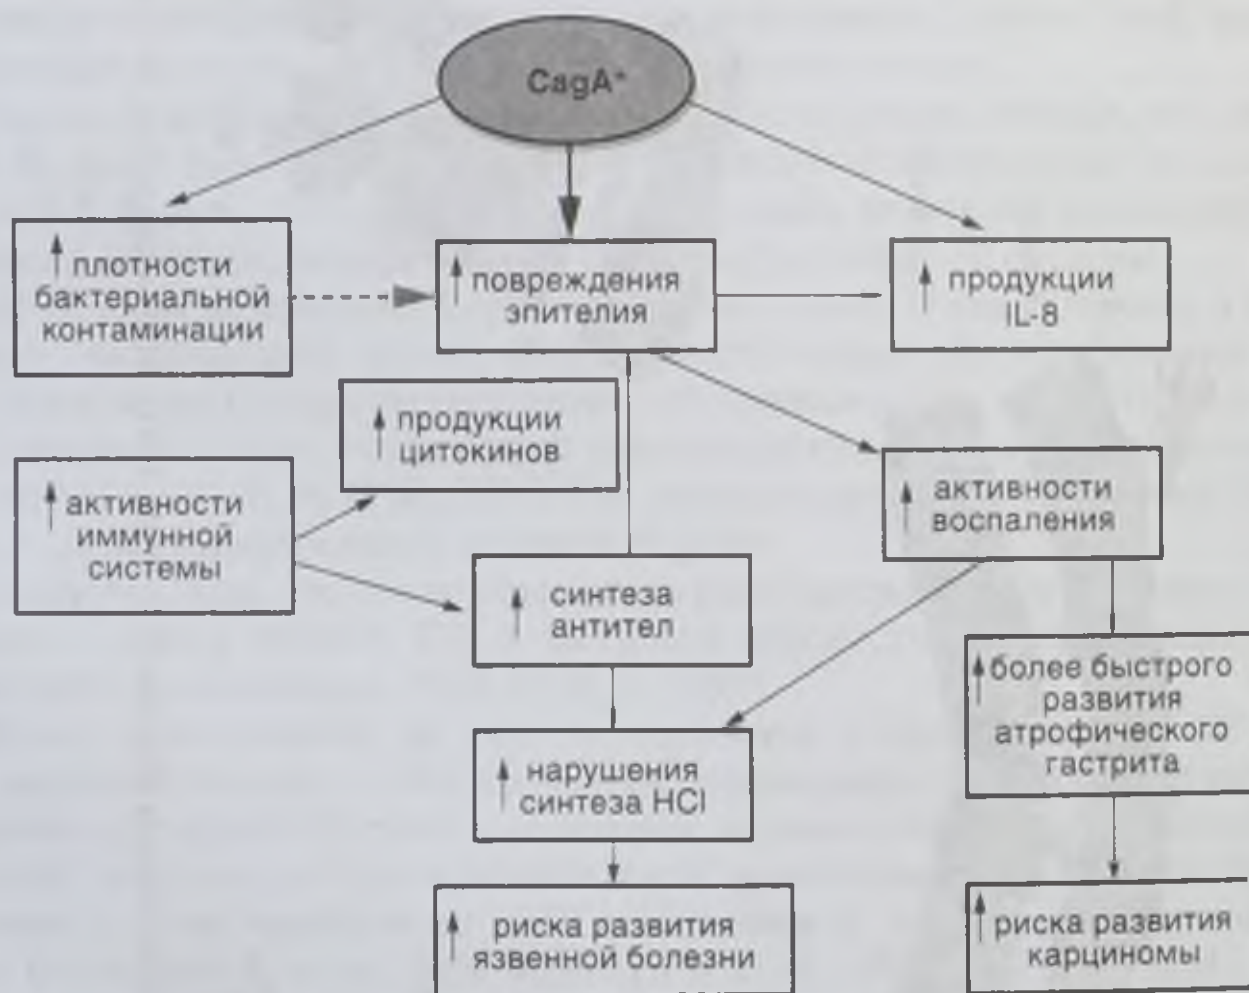 CagA+
↑ плотности
бактериальной
контаминации
↑ повреждения
эпителия
↑ продукции
IL-8
↑ продукции
цитокинов
↑ активности
иммунной
системы
↑ активности
воспаления
↑ синтеза
антител
↑ более быстрого
развития
атрофического
гастрита
↑ нарушения
синтеза HCl
↑ риска развития
язвенной болезни
↑ риска развития
карциномы